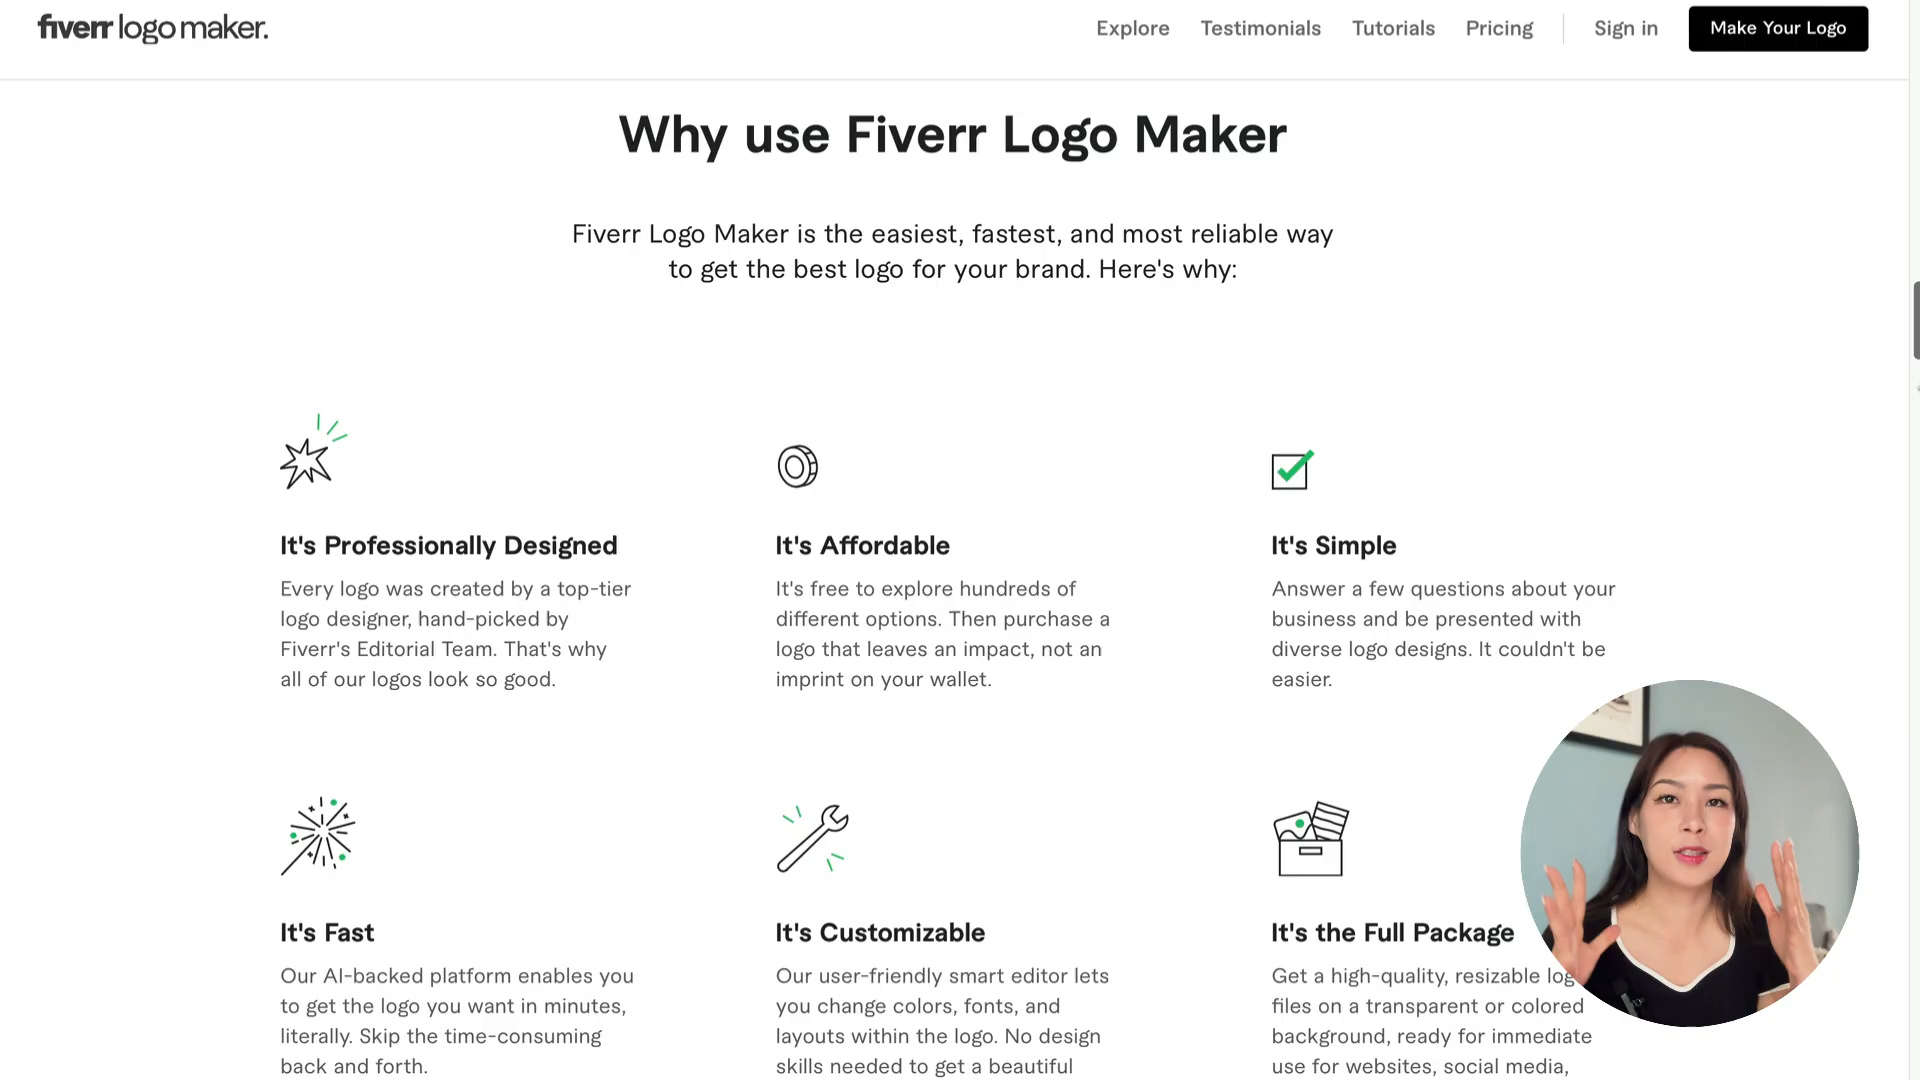 fiverr logo maker.
Explore
Testimonials
Tutorials
Pricing
Sign in
Make Your Logo
Why use Fiverr Logo Maker
Fiverr Logo Maker is the easiest, fastest, and most reliable way
to get the best logo for your brand. Here's why:
It's Professionally Designed
Every logo was created by a top-tier
logo designer, hand-picked by
Fiverr's Editorial Team. That's why
all of our logos look so good.
It's Affordable
It's free to explore hundreds of
different options. Then purchase a
logo that leaves an impact, not an
imprint on your wallet.
It's Simple
Answer a few questions about your
business and be presented with
diverse logo designs. It couldn't be
easier.
It's Fast
Our AI-backed platform enables you
to get the logo you want in minutes,
literally. Skip the time-consuming
back and forth.
It's Customizable
Our user-friendly smart editor lets
you change colors, fonts, and
layouts within the logo. No design
skills needed to get a beautiful
It's the Full Package
Get a high-quality, resizable
files on a transparent or colored
background, ready for immediate
use for websites, social media,